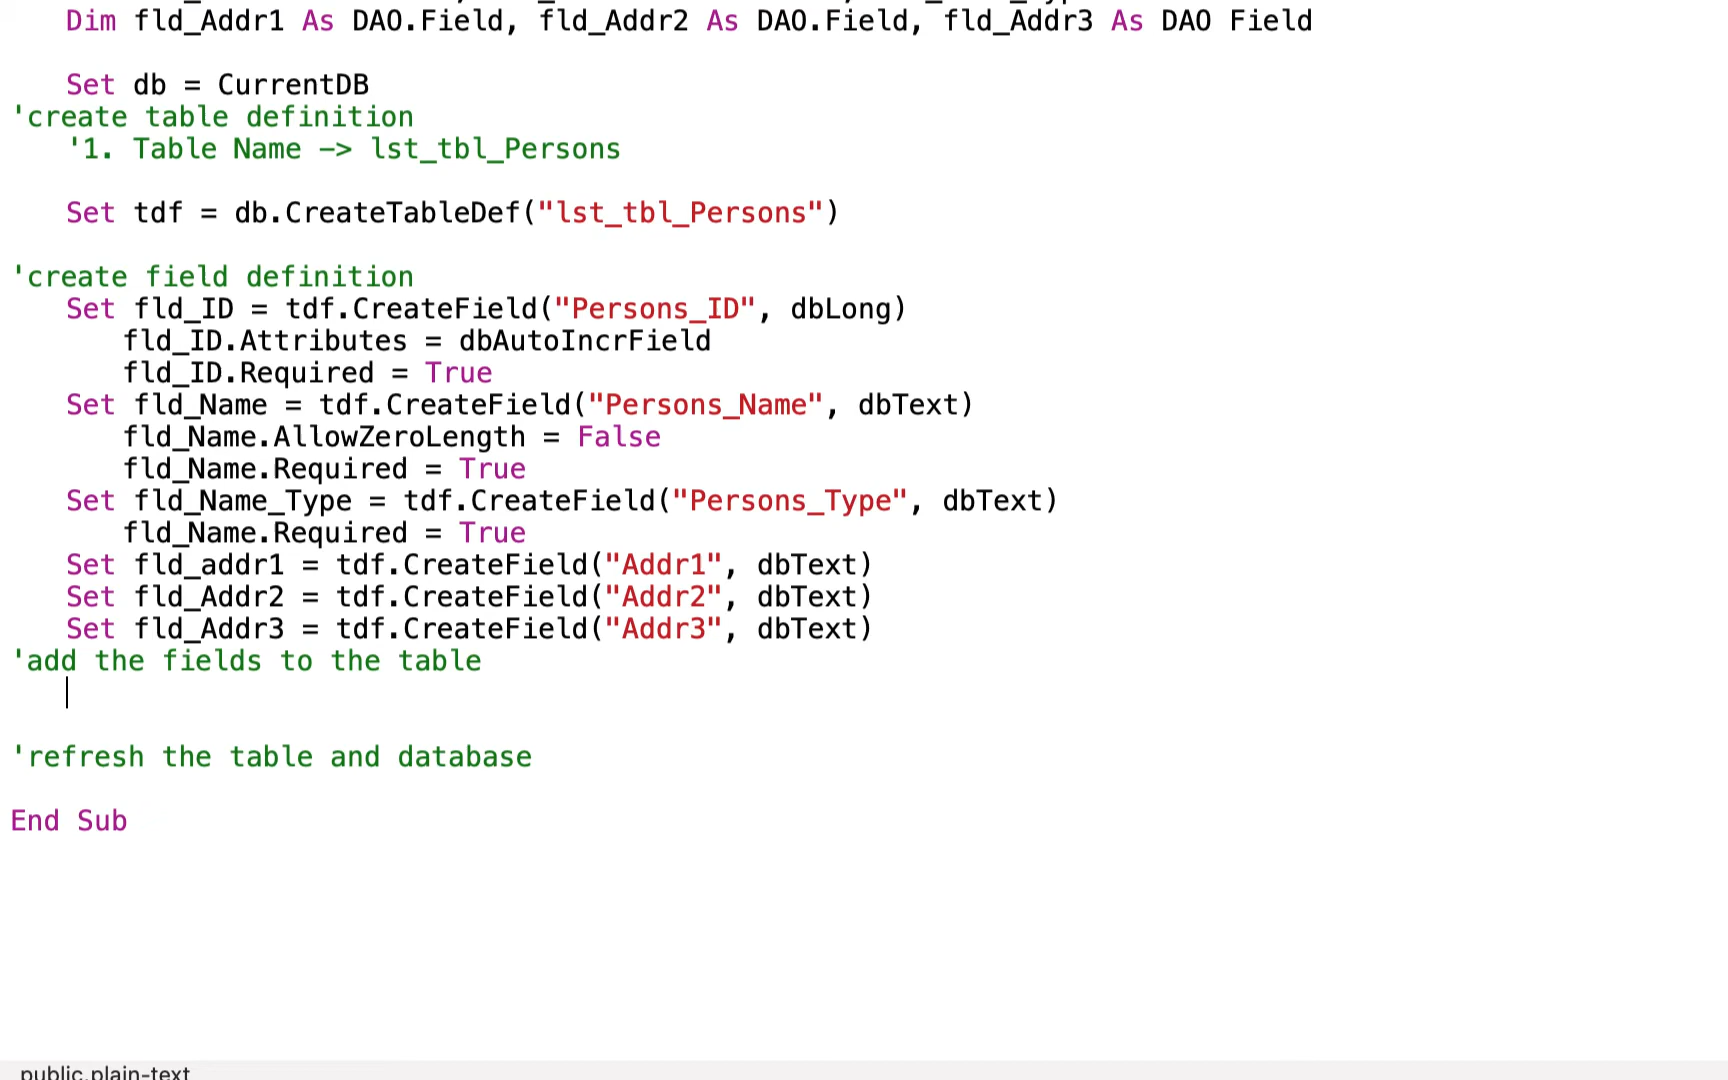 Dim fld_Addr1 As DAO.Field, fld_Addr2 As DAO.Field, fld_Addr3 As DAO Field
Set db = CurrentDB
'create table definition
'1. Table Name -> lst_tbl_Persons
Set tdf = db.CreateTableDef("lst_tbl_Persons")
'create field definition
Set fld_ID = tdf.CreateField("Persons_ID", dbLong)
fld_ID.Attributes = dbAutoIncrField
fld_ID.Required = True
Set fld_Name = tdf.CreateField("Persons_Name", dbText)
fld_Name.AllowZeroLength = False
fld_Name.Required = True
Set fld_Name_Type = tdf.CreateField("Persons_Type", dbText)
fld_Name.Required = True
Set fld_addr1 = tdf.CreateField("Addr1", dbText)
Set fld_Addr2 = tdf.CreateField("Addr2", dbText)
Set fld_Addr3 = tdf.CreateField("Addr3", dbText)
'add the fields to the table
'refresh the table and database
End Sub
public.plain-text